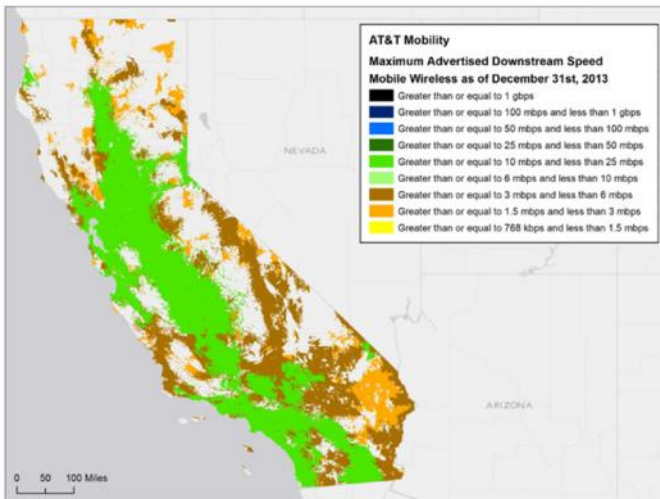 AT&T Mobility
Maximum Advertised Downstream Speed
Mobile Wireless as of December 31st, 2013
Greater than or equal to 1 gbps
Greater than or equal to 100 mbps and less than 1 gbps
Greater than or equal to 50 mbps and less than 100 mbps
Greater than or equal to 25 mbps and less than 50 mbps
Greater than or equal to 10 mbps and less than 25 mbps
Greater than or equal to 6 mbps and less than 10 mbps
Greater than or equal to 3 mbps and less than 6 mbps
Greater than or equal to 1.5 mbps and less than 3 mbps
Greater than or equal to 768 kbps and less than 1.5 mbps
NEVADA
ARIZONA
0 50 100 Miles